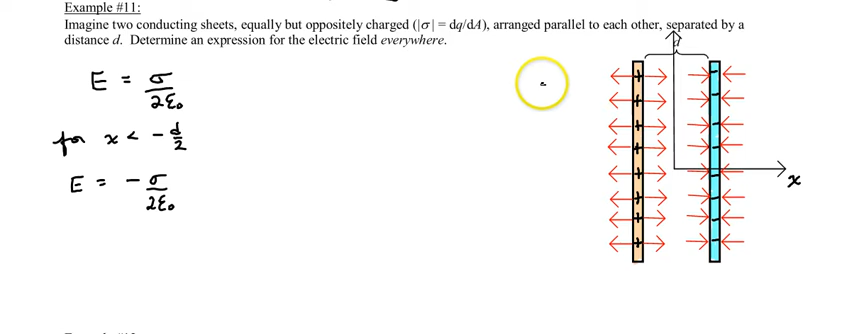 Example #11:
Imagine two conducting sheets, equally but oppositely charged (|σ| = dq/dA), arranged parallel to each other, separated by a
distance d. Determine an expression for the electric field everywhere.
d
E = σ/2ε₀
for x < -d/2
E = -σ/2ε₀
+ −
+ −
+ −
+ −
+ −
+ −
+ −
+ −
x